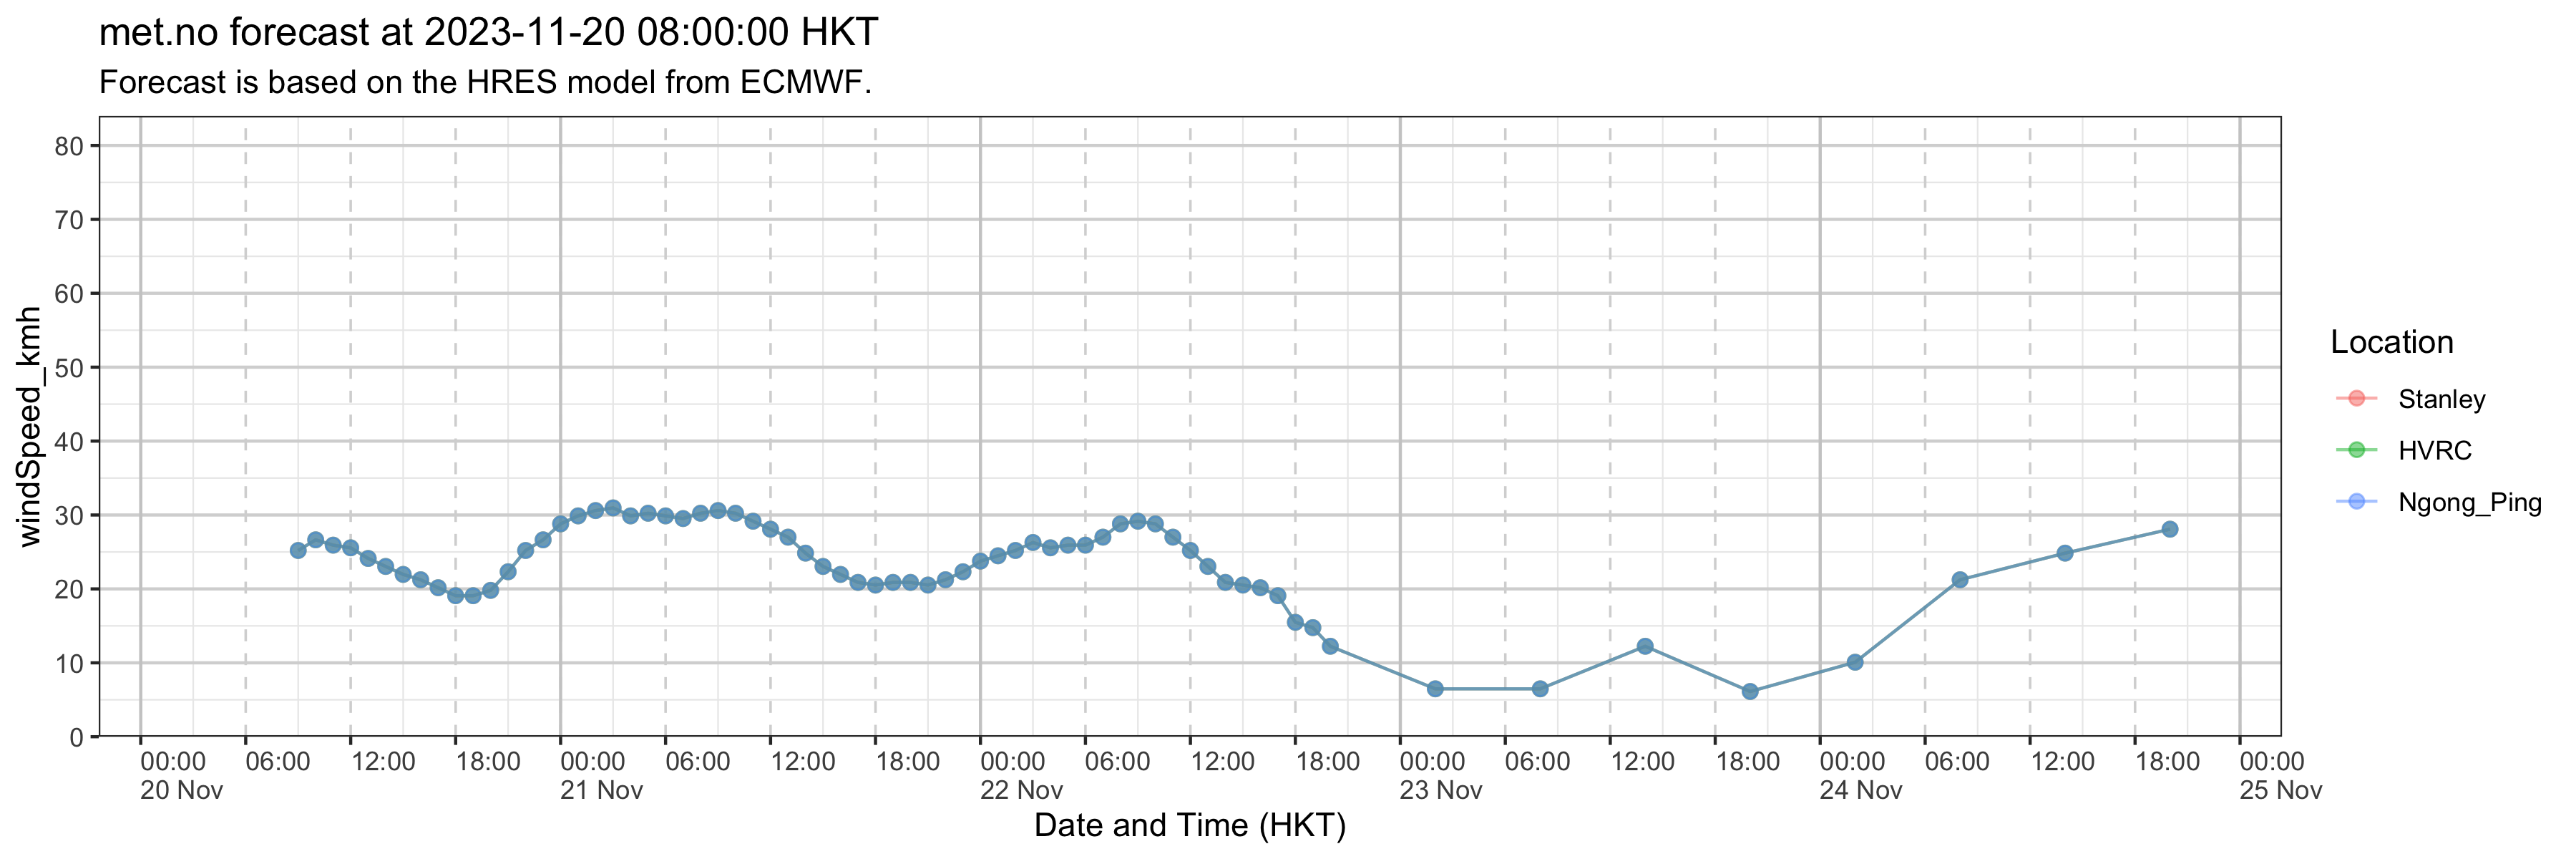 met.no forecast at 2023-11-20 08:00:00 HKT
Forecast is based on the HRES model from ECMWF.
windSpeed_kmh
80
70
60
50
40
30
20
10
0
00:00 06:00 12:00 18:00 00:00 06:00 12:00 18:00 00:00 06:00 12:00 18:00 00:00 06:00 12:00 18:00 00:00 06:00 12:00 18:00 00:00
20 Nov 21 Nov 22 Nov 23 Nov 24 Nov 25 Nov
Date and Time (HKT)
Location
Stanley
HVRC
Ngong_Ping